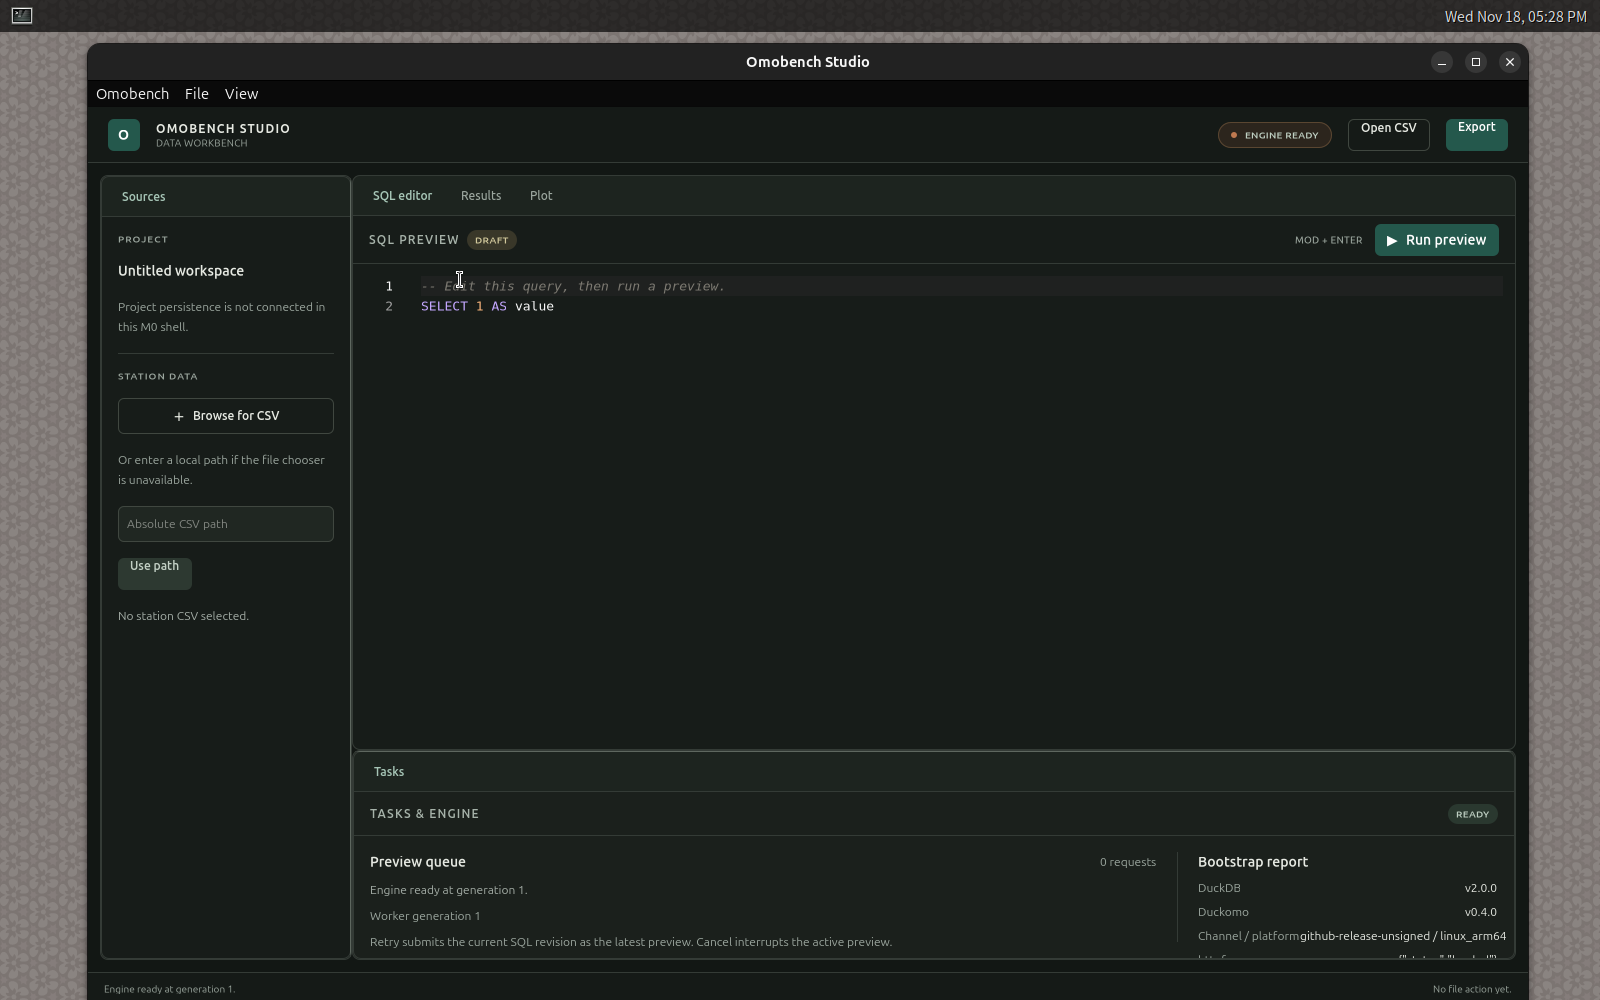 Wed Nov 18, 05:28 PM
Omobench Studio
Omobench File View
O
OMOBENCH STUDIO
DATA WORKBENCH
ENGINE READY
Open CSV
Export
Sources
PROJECT
Untitled workspace
Project persistence is not connected in
this M0 shell.
STATION DATA
+ Browse for CSV
Or enter a local path if the file chooser
is unavailable.
Absolute CSV path
Use path
No station CSV selected.
SQL editor Results Plot
SQL PREVIEW DRAFT
MOD + ENTER
Run preview
1 -- Edit this query, then run a preview.
2 SELECT 1 AS value
Tasks
TASKS & ENGINE
READY
Preview queue
0 requests
Engine ready at generation 1.
Worker generation 1
Retry submits the current SQL revision as the latest preview. Cancel interrupts the active preview.
Bootstrap report
DuckDB v2.0.0
Duckomo v0.4.0
Channel / platform github-release-unsigned / linux_arm64
Engine ready at generation 1.
No file action yet.